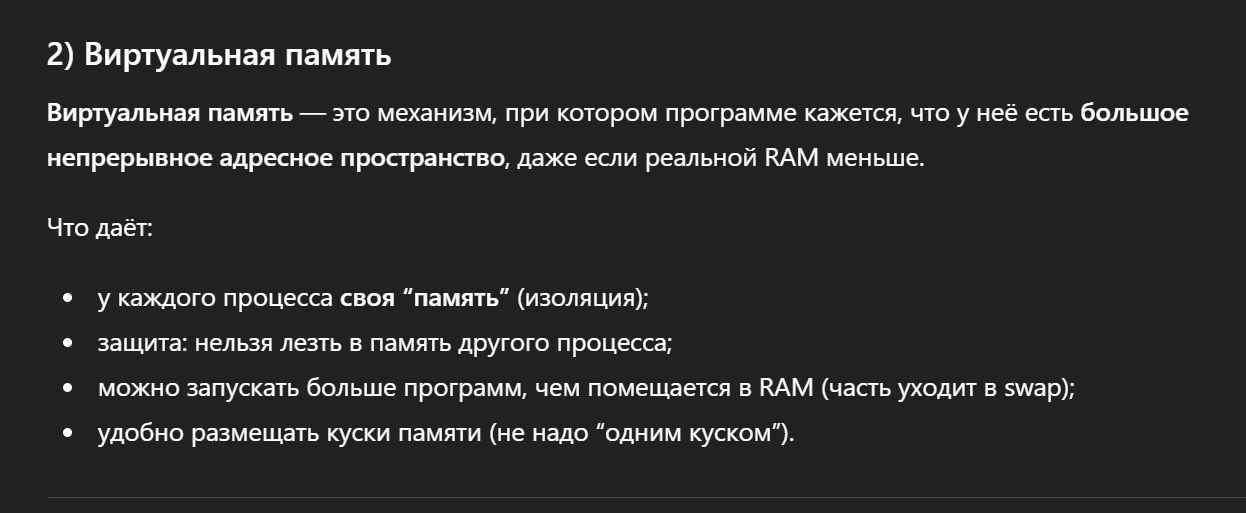 2) Виртуальная память
Виртуальная память — это механизм, при котором программе кажется, что у неё есть большое
непрерывное адресное пространство, даже если реальной RAM меньше.
Что даёт:
• у каждого процесса своя “память” (изоляция);
• защита: нельзя лезть в память другого процесса;
• можно запускать больше программ, чем помещается в RAM (часть уходит в swap);
• удобно размещать куски памяти (не надо “одним куском”).